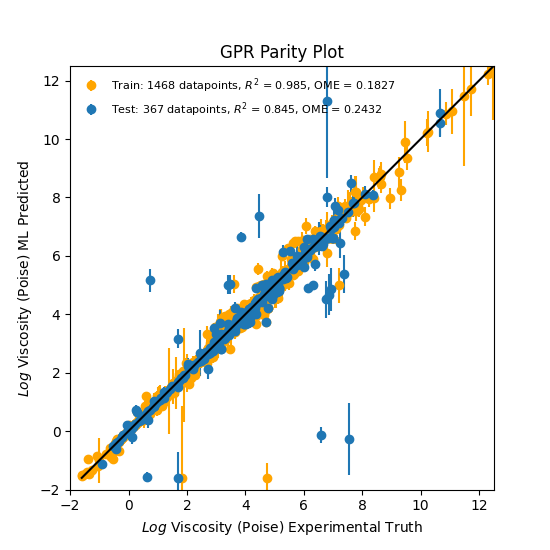 GPR Parity Plot
Train: 1468 datapoints, R² = 0.985, OME = 0.1827
Test: 367 datapoints, R² = 0.845, OME = 0.2432
Log Viscosity (Poise) ML Predicted
12
10
8
6
4
2
0
−2
−2 0 2 4 6 8 10 12
Log Viscosity (Poise) Experimental Truth